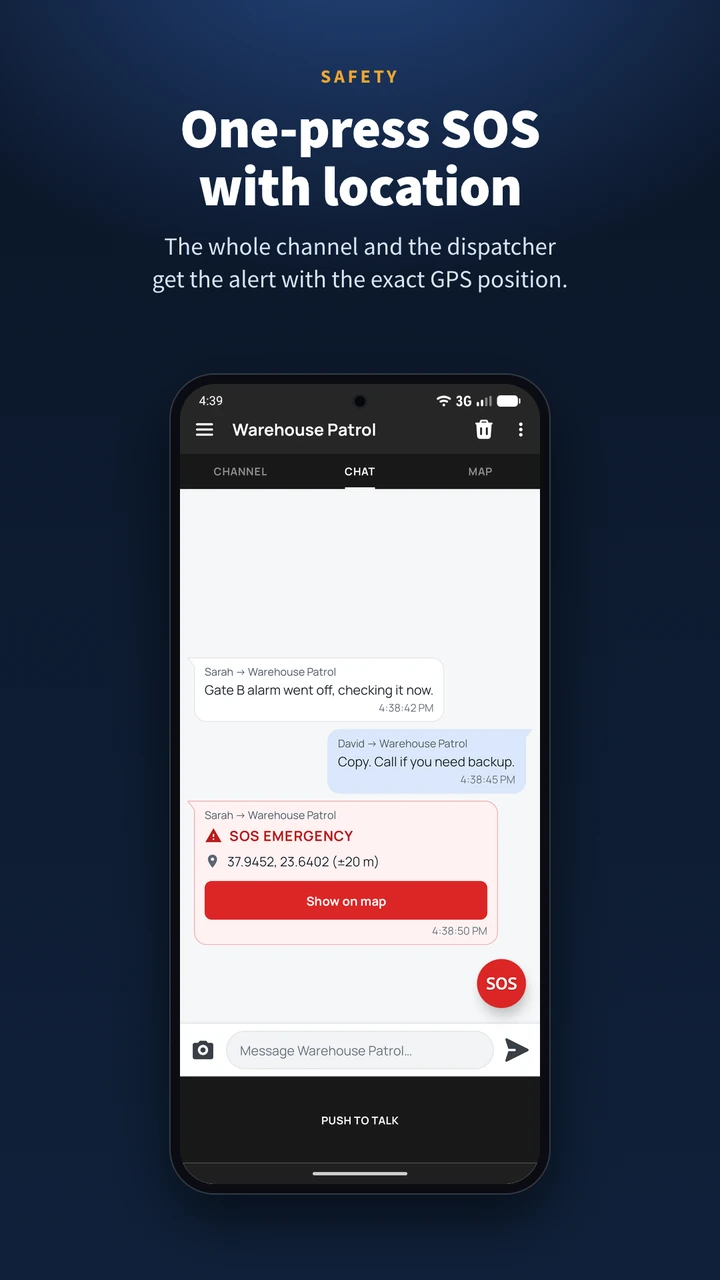 SAFETY
One-press SOS
with location
The whole channel and the dispatcher
get the alert with the exact GPS position.
4:39
3G
Warehouse Patrol
CHANNEL
CHAT
MAP
Sarah → Warehouse Patrol
Gate B alarm went off, checking it now.
4:38:42 PM
David → Warehouse Patrol
Copy. Call if you need backup.
4:38:45 PM
Sarah → Warehouse Patrol
SOS EMERGENCY
37.9452, 23.6402 (±20 m)
Show on map
4:38:50 PM
SOS
Message Warehouse Patrol...
PUSH TO TALK